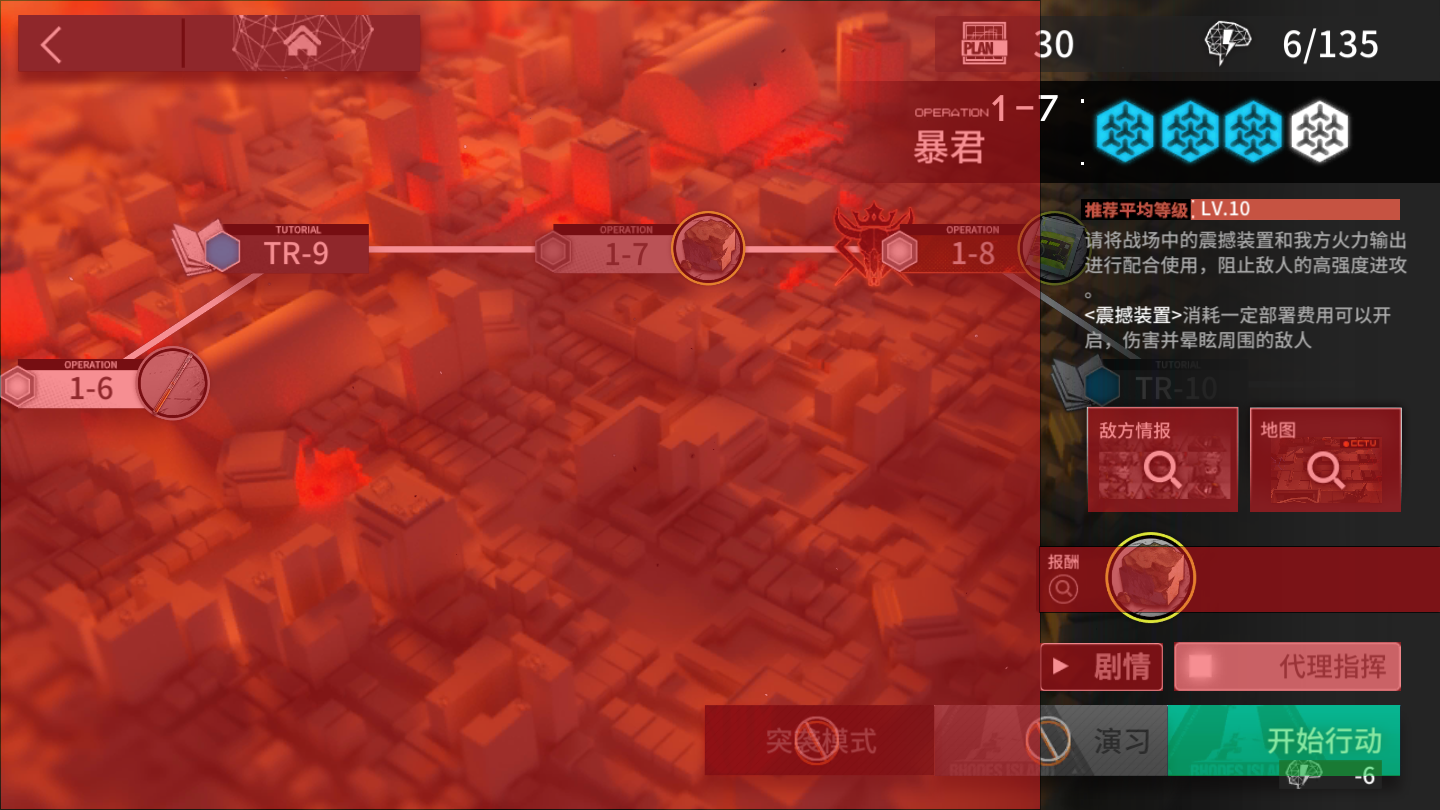 PLAN
30
6/135
OPERATION 1-7
暴君
推荐平均等级 LV.10
请将战场中的震撼装置和我方火力输出
进行配合使用，阻止敌人的高强度进攻
。
<震撼装置>消耗一定部署费用可以开
启，伤害并晕眩周围的敌人
TUTORIAL
TR-9
OPERATION
1-7
OPERATION
1-8
OPERATION
1-6
TUTORIAL
TR-10
敌方情报
地图
CCTV
报酬
剧情
代理指挥
突袭模式
演习
开始行动
RHODES ISLAND
RHODES ISLAND
-6